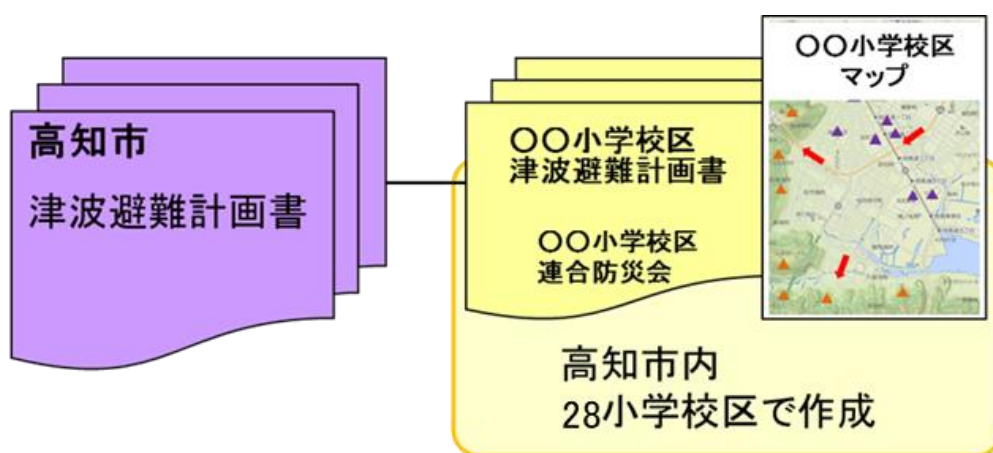 高知市
津波避難計画書
〇〇小学校区
津波避難計画書
〇〇小学校区
連合防災会
〇〇小学校区
マップ
高知市内
28小学校区で作成